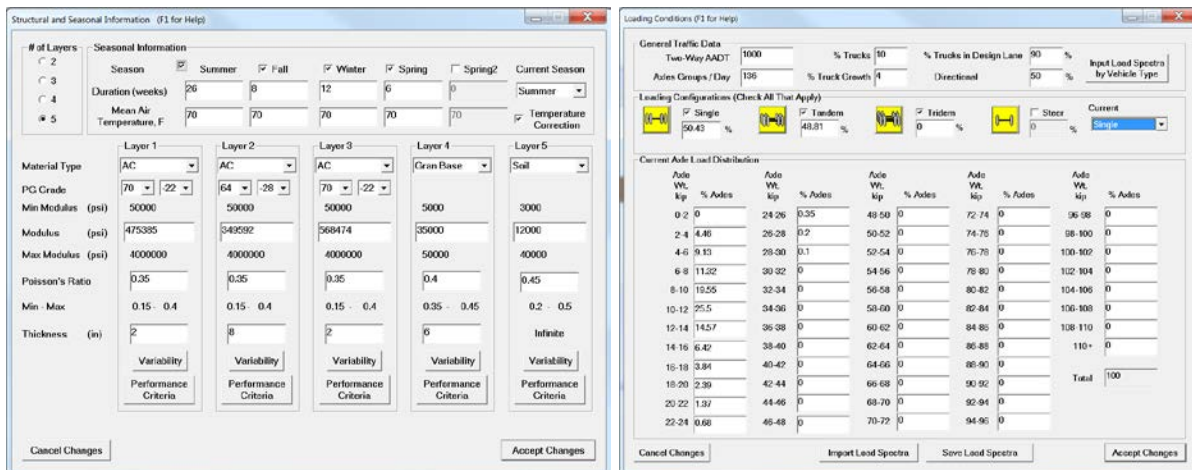 Structural and Seasonal Information (F1 for Help)
# of Layers
2
3
4
5
Seasonal Information
Season Summer Fall Winter Spring Spring2 Current Season
Duration (weeks) 26 8 12 6 0 Summer
Mean Air
Temperature, F 70 70 70 70 70 Temperature
Correction
Layer 1 Layer 2 Layer 3 Layer 4 Layer 5
Material Type AC AC AC Gran Base Soil
PG Grade 70 -22 64 -28 70 -22
Min Modulus (psi) 50000 50000 50000 5000 3000
Modulus (psi) 475385 349592 568474 35000 12000
Max Modulus (psi) 4000000 4000000 4000000 50000 40000
Poisson's Ratio 0.35 0.35 0.35 0.4 0.45
Min - Max 0.15 - 0.4 0.15 - 0.4 0.15 - 0.4 0.35 - 0.45 0.2 - 0.5
Thickness (in) 2 8 2 6 Infinite
Variability Variability Variability Variability Variability
Performance Criteria Performance Criteria Performance Criteria Performance Criteria Performance Criteria
Cancel Changes Accept Changes
Loading Conditions (F1 for Help)
General Traffic Data
Two-Way AADT 1000 % Trucks 10 % Trucks in Design Lane 90 %
Axles Groups / Day 136 % Truck Growth 4 Directional 50 %
Input Load Spectra
by Vehicle Type
Loading Configurations (Check All That Apply)
Single Tandem Tridem Steer Current
50.43 % 48.81 % 0 % 0 % Single
Current Axle Load Distribution
Axle Wt. kip % Axles Axle Wt. kip % Axles Axle Wt. kip % Axles Axle Wt. kip % Axles Axle Wt. kip % Axles
0-2 0 24-26 0.35 48-50 0 72-74 0 96-98 0
2-4 4.46 26-28 0.2 50-52 0 74-76 0 98-100 0
4-6 9.13 28-30 0.1 52-54 0 76-78 0 100-102 0
6-8 11.32 30-32 0 54-56 0 78-80 0 102-104 0
8-10 19.55 32-34 0 56-58 0 80-82 0 104-106 0
10-12 25.5 34-36 0 58-60 0 82-84 0 106-108 0
12-14 14.57 36-38 0 60-62 0 84-86 0 108-110 0
14-16 6.42 38-40 0 62-64 0 86-88 0 110+ 0
16-18 3.84 40-42 0 64-66 0 88-90 0
18-20 2.39 42-44 0 66-68 0 90-92 0 Total 100
20-22 1.37 44-46 0 68-70 0 92-94 0
22-24 0.68 46-48 0 70-72 0 94-96 0
Cancel Changes Import Load Spectra Save Load Spectra Accept Changes